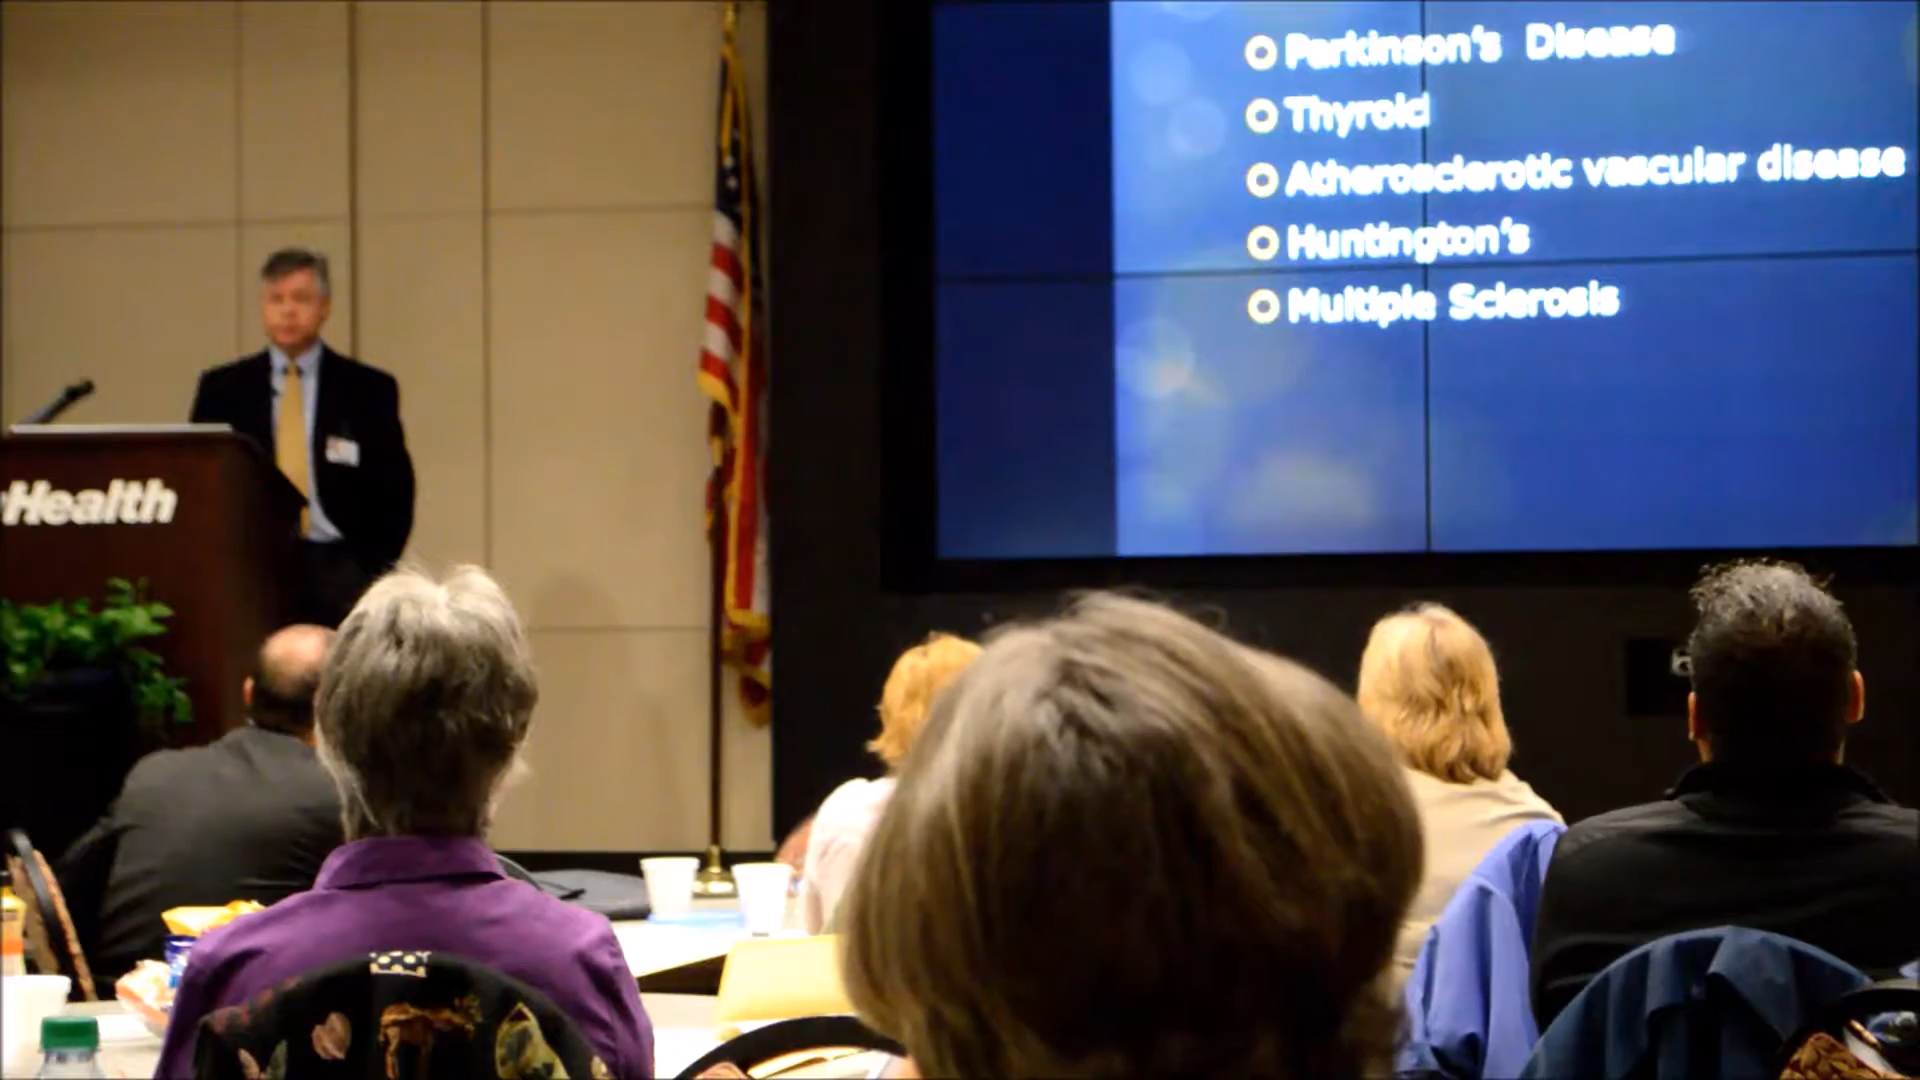 Parkinson's Disease
Thyroid
Atherosclerotic vascular disease
Huntington's
Multiple Sclerosis
Health